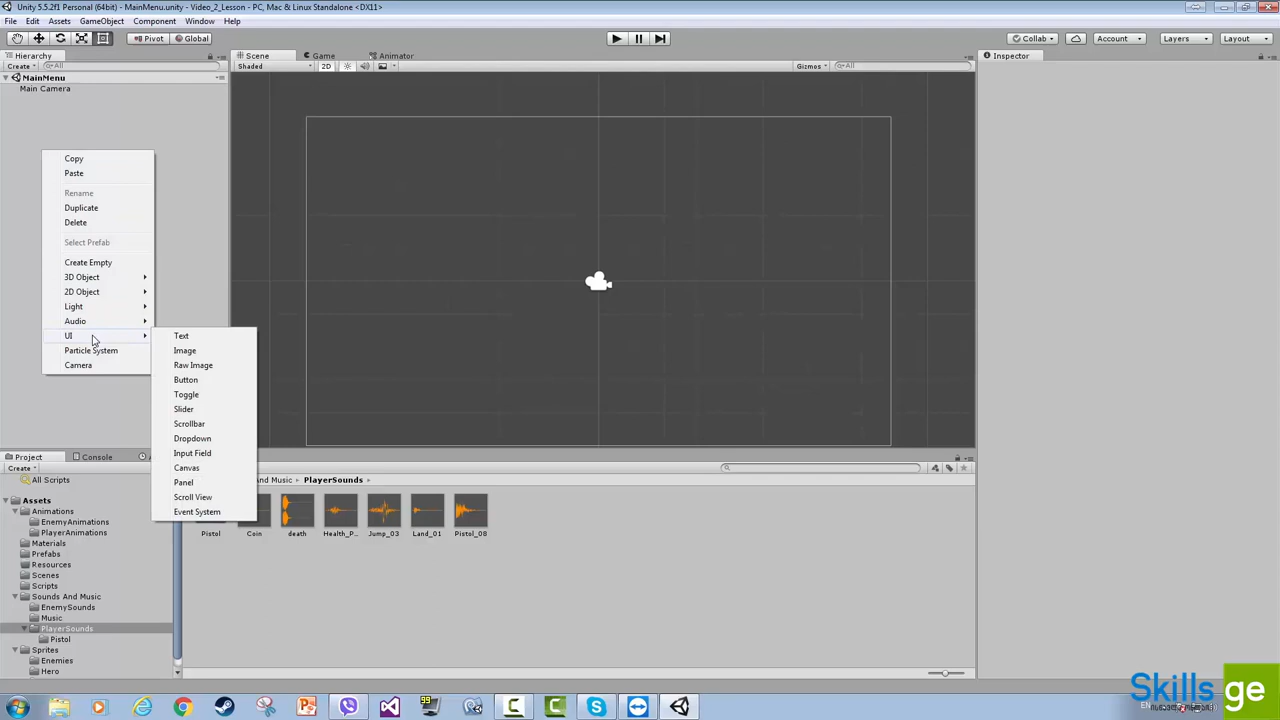 Unity 5.5.2f1 Personal (64bit) - MainMenu.unity - Video_2_Lesson - PC, Mac & Linux Standalone <DX11>
File Edit Assets GameObject Component Window Help
Pivot Global
Collab Account Layers Layout
Hierarchy
Create All
MainMenu
Main Camera
Scene Game Animator
Shaded 2D Gizmos All
Inspector
Copy
Paste
Rename
Duplicate
Delete
Select Prefab
Create Empty
3D Object
2D Object
Light
Audio
UI
Particle System
Camera
Text
Image
Raw Image
Button
Toggle
Slider
Scrollbar
Dropdown
Input Field
Canvas
Panel
Scroll View
Event System
Project Console
Create
All Scripts
Assets
Animations
EnemyAnimations
PlayerAnimations
Materials
Prefabs
Resources
Scenes
Scripts
Sounds And Music
EnemySounds
Music
PlayerSounds
Pistol
Sprites
Enemies
Hero
And Music PlayerSounds
Pistol Coin death Health_P... Jump_03 Land_01 Pistol_08
99
Skills ge